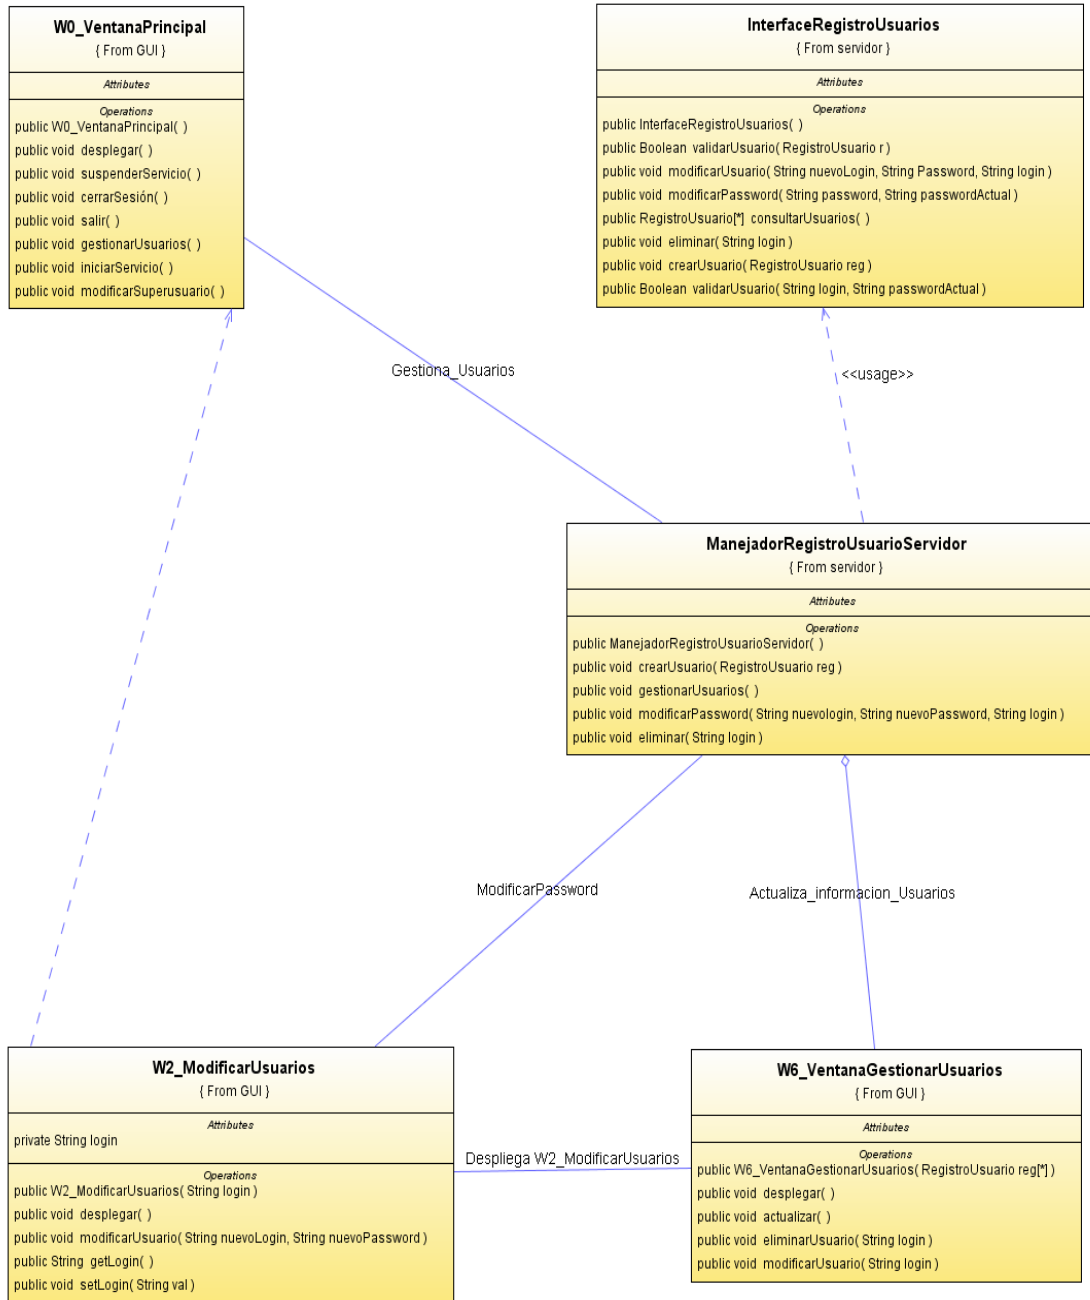 W0_VentanaPrincipal
{ From GUI }
Attributes
Operations
public W0_VentanaPrincipal( )
public void desplegar( )
public void suspenderServicio( )
public void cerrarSesión( )
public void salir( )
public void gestionarUsuarios( )
public void iniciarServicio( )
public void modificarSuperusuario( )
InterfaceRegistroUsuarios
{ From servidor }
Attributes
Operations
public InterfaceRegistroUsuarios( )
public Boolean validarUsuario( RegistroUsuario r )
public void modificarUsuario( String nuevoLogin, String Password, String login )
public void modificarPassword( String password, String passwordActual )
public RegistroUsuario[*] consultarUsuarios( )
public void eliminar( String login )
public void crearUsuario( RegistroUsuario reg )
public Boolean validarUsuario( String login, String passwordActual )
Gestiona_Usuarios
<<usage>>
ManejadorRegistroUsuarioServidor
{ From servidor }
Attributes
Operations
public ManejadorRegistroUsuarioServidor( )
public void crearUsuario( RegistroUsuario reg )
public void gestionarUsuarios( )
public void modificarPassword( String nuevologin, String nuevoPassword, String login )
public void eliminar( String login )
ModificarPassword
Actualiza_informacion_Usuarios
W2_ModificarUsuarios
{ From GUI }
Attributes
private String login
Operations
public W2_ModificarUsuarios( String login )
public void desplegar( )
public void modificarUsuario( String nuevoLogin, String nuevoPassword )
public String getLogin( )
public void setLogin( String val )
Despliega W2_ModificarUsuarios
W6_VentanaGestionarUsuarios
{ From GUI }
Attributes
Operations
public W6_VentanaGestionarUsuarios( RegistroUsuario reg[*] )
public void desplegar( )
public void actualizar( )
public void eliminarUsuario( String login )
public void modificarUsuario( String login )